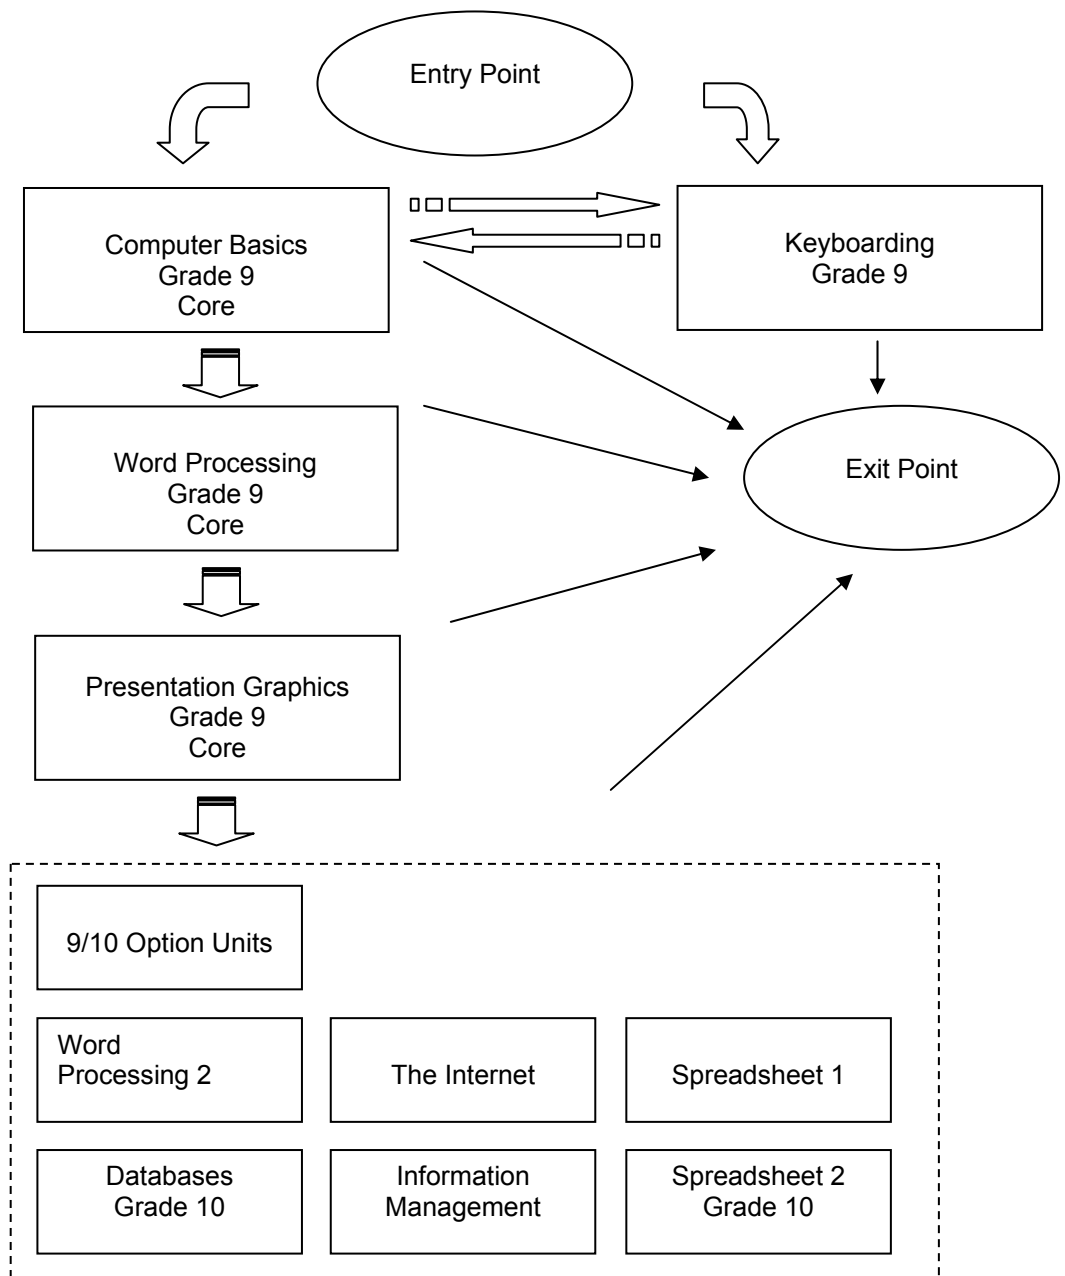 Entry Point
Computer Basics
Grade 9
Core
Keyboarding
Grade 9
Word Processing
Grade 9
Core
Exit Point
Presentation Graphics
Grade 9
Core
9/10 Option Units
Word
Processing 2
The Internet
Spreadsheet 1
Databases
Grade 10
Information
Management
Spreadsheet 2
Grade 10